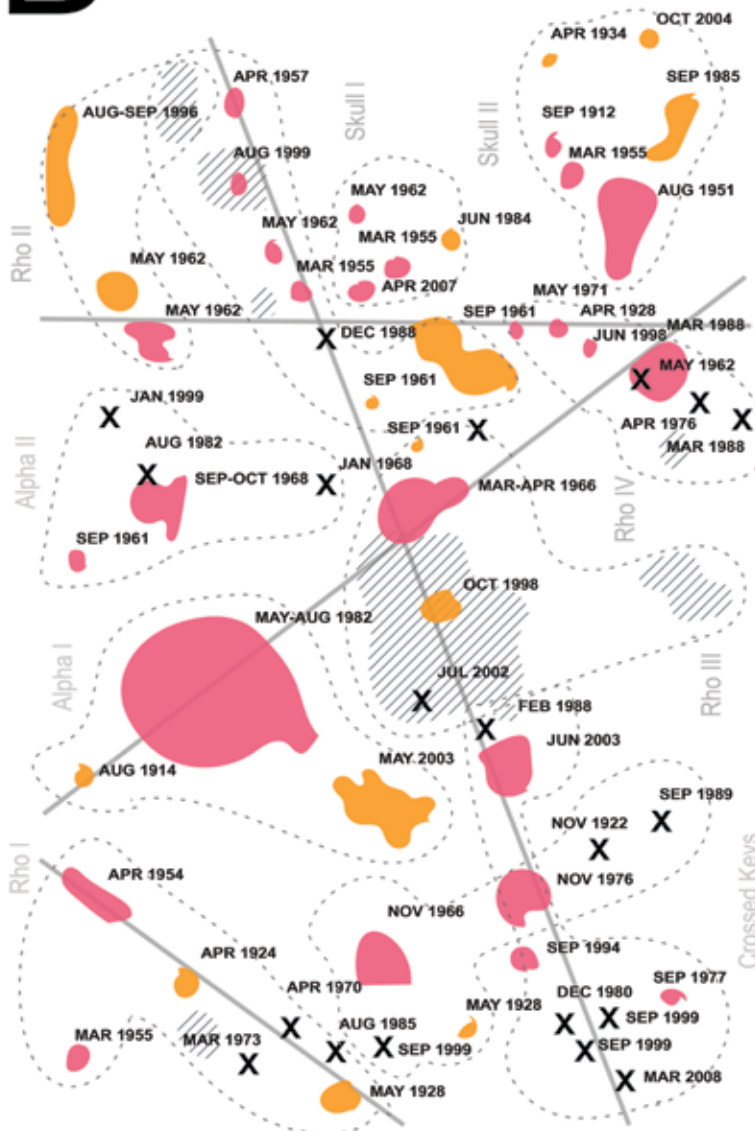 OCT 2004
APR 1934
APR 1957
SEP 1985
AUG-SEP 1996
Skull I
Skull II
SEP 1912
AUG 1999
MAR 1955
MAY 1962
AUG 1951
Rho II
MAY 1962
JUN 1984
MAR 1955
MAY 1962
MAR 1955
APR 2007
MAY 1971
MAY 1962
SEP 1961
APR 1928
MAR 1988
DEC 1988
JUN 1998
X
MAY 1962
X
SEP 1961
JAN 1999
X
X
X
APR 1976
SEP 1961
X
MAR 1988
AUG 1982
Alpha II
X
JAN 1968
SEP-OCT 1968
X
MAR-APR 1966
Rho IV
SEP 1961
OCT 1998
MAY-AUG 1982
Alpha I
JUL 2002
X
Rho III
FEB 1988
X
JUN 2003
MAY 2003
AUG 1914
SEP 1989
X
NOV 1922
X
Rho I
APR 1954
NOV 1976
NOV 1966
Crossed Keys
SEP 1994
APR 1924
SEP 1977
APR 1970
DEC 1980
MAY 1928
X
SEP 1999
X
X
AUG 1985
MAR 1955
MAR 1973
X
SEP 1999
SEP 1999
X
X
X
X
MAR 2008
MAY 1928